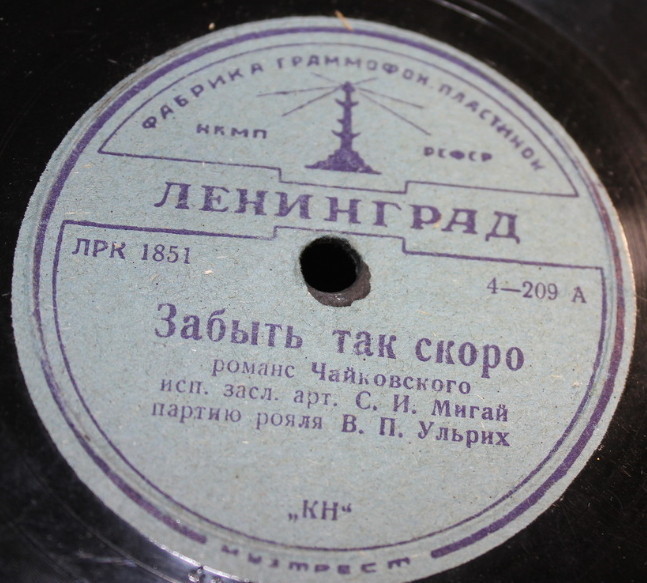 ФАБРИКА ГРАММОФОН. ПЛАСТИНОК
НКМП РСФСР
ЛЕНИНГРАД
ЛРК 1851
4—209 А
Забыть так скоро
романс Чайковского
исп. засл. арт. С. И. Мигай
партию рояля В. П. Ульрих
„КН“
МУЗТРЕСТ